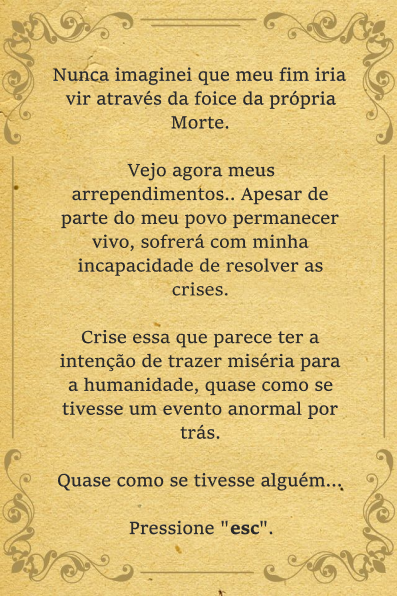 Nunca imaginei que meu fim iria
vir através da foice da própria
Morte.
Vejo agora meus
arrependimentos.. Apesar de
parte do meu povo permanecer
vivo, sofrerá com minha
incapacidade de resolver as
crises.
Crise essa que parece ter a
intenção de trazer miséria para
a humanidade, quase como se
tivesse um evento anormal por
trás.
Quase como se tivesse alguém...
Pressione "esc".